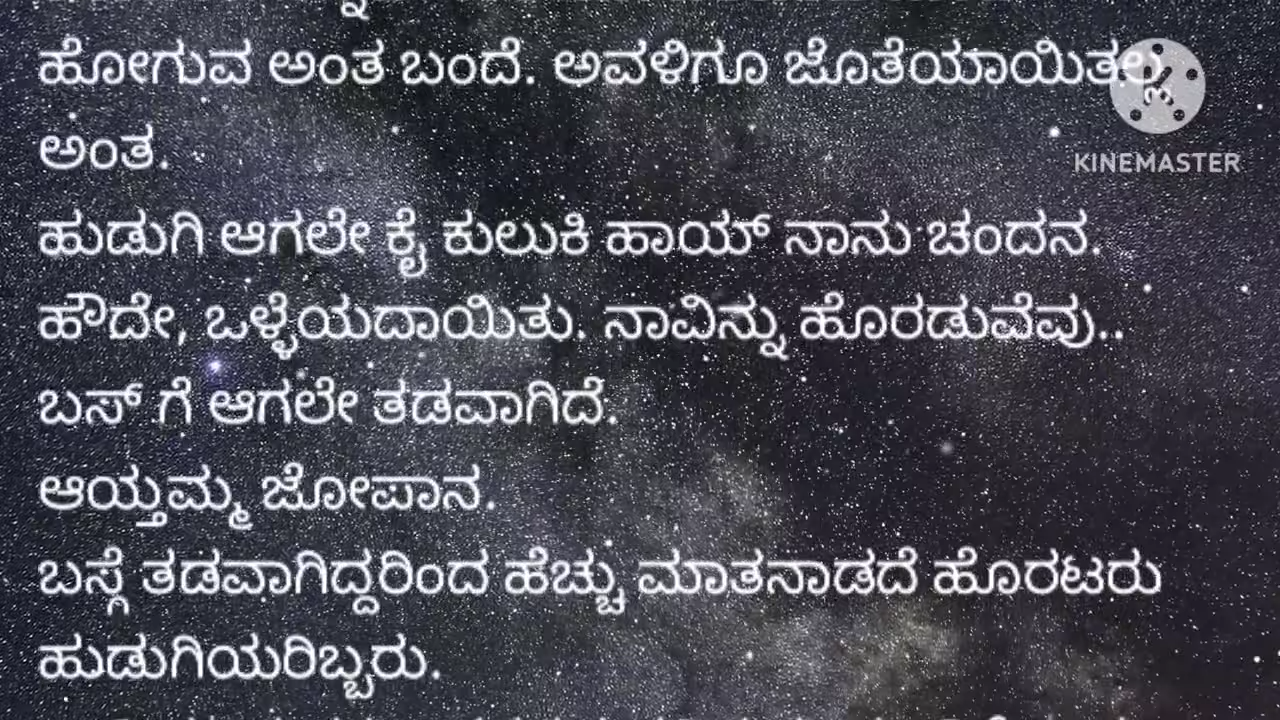 ಹೋಗುವ ಅಂತ ಬಂದೆ. ಅವಳಿಗೂ ಜೊತೆಯಾಯಿತಲ್ಲ
ಅಂತ.
ಹುಡುಗಿ ಆಗಲೇ ಕೈ ಕುಲುಕಿ ಹಾಯ್ ನಾನು ಚಂದನ.
ಹೌದೇ, ಒಳ್ಳೆಯದಾಯಿತು. ನಾವಿನ್ನು ಹೊರಡುವೆವು..
ಬಸ್ ಗೆ ಆಗಲೇ ತಡವಾಗಿದೆ.
ಆಯ್ತಮ್ಮ ಜೋಪಾನ.
ಬಸ್ಗೆ ತಡವಾಗಿದ್ದರಿಂದ ಹೆಚ್ಚು ಮಾತನಾಡದೆ ಹೊರಟರು
ಹುಡುಗಿಯರಿಬ್ಬರು.
KINEMASTER